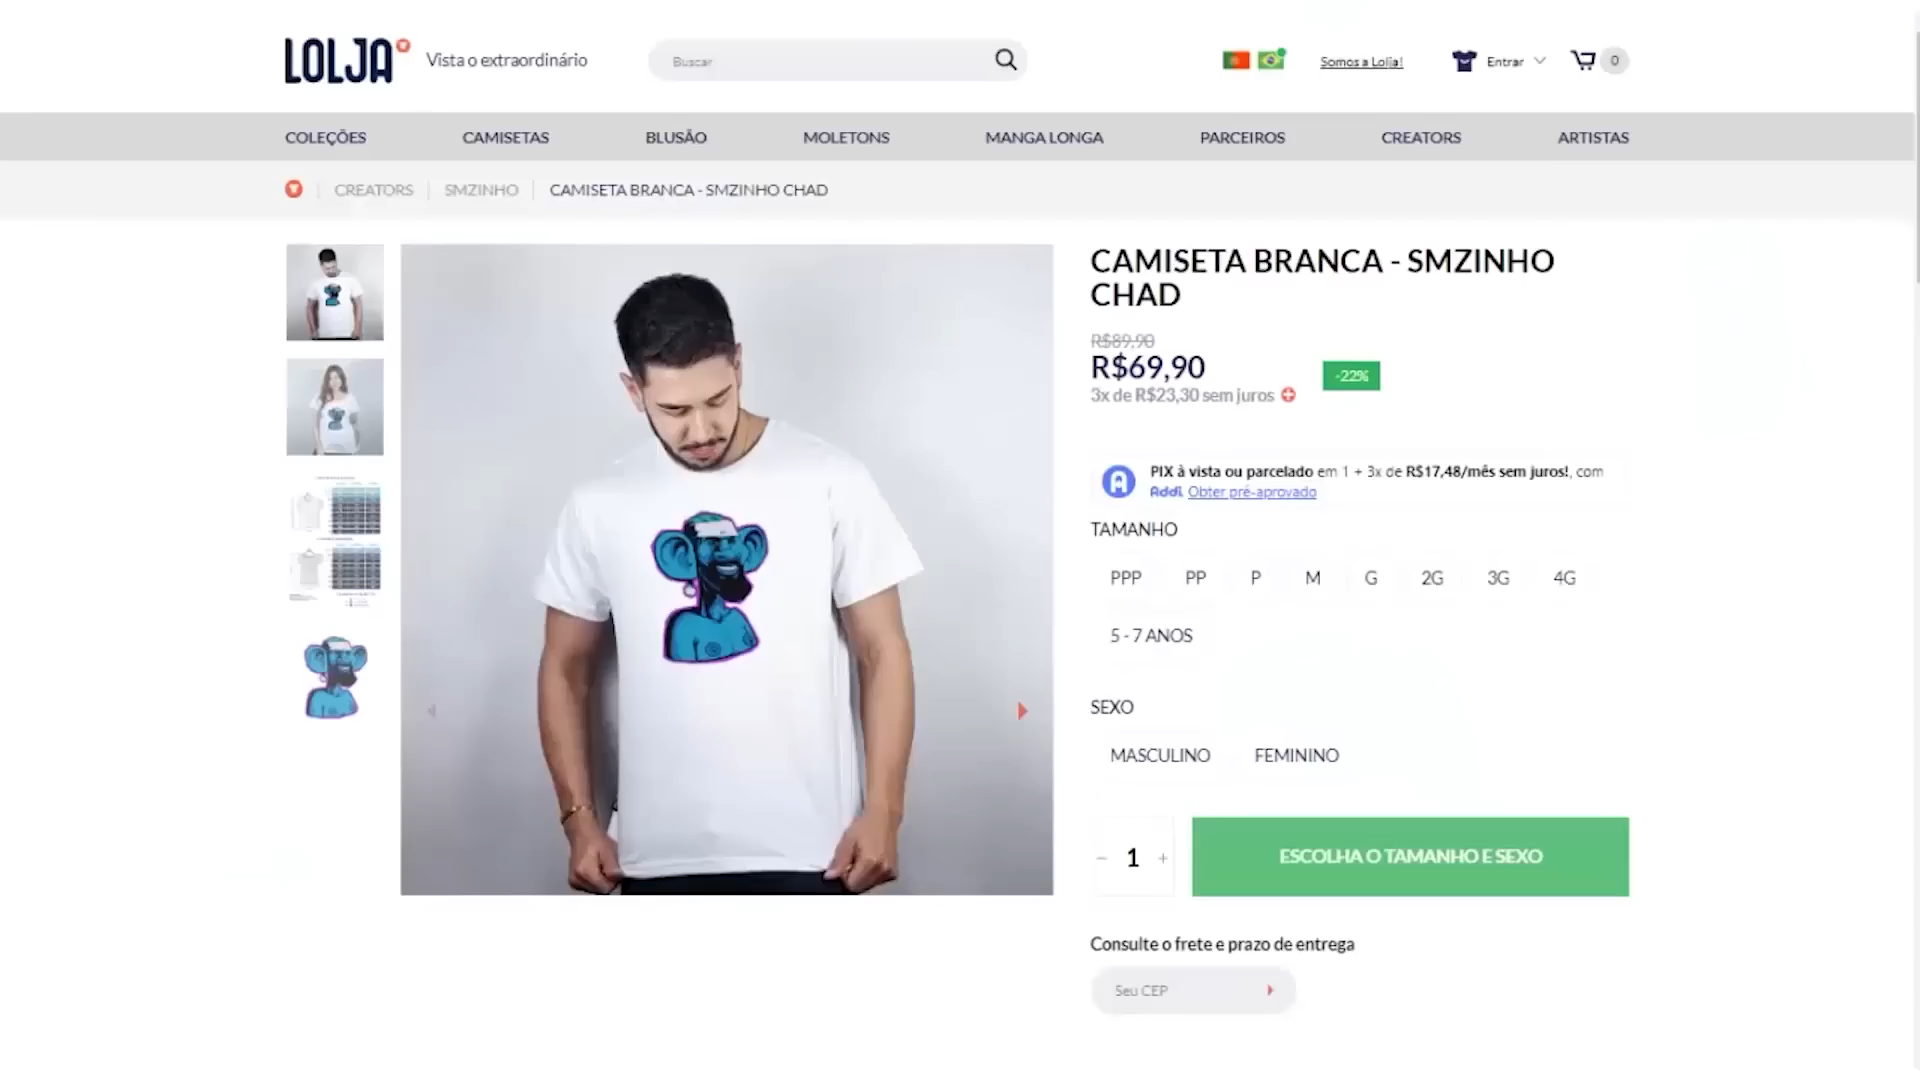 LOLJA
Vista o extraordinário
Buscar
Somos a Lolja!
Entrar
0
COLEÇÕES
CAMISETAS
BLUSÃO
MOLETONS
MANGA LONGA
PARCEIROS
CREATORS
ARTISTAS
CREATORS
SMZINHO
CAMISETA BRANCA - SMZINHO CHAD
CAMISETA BRANCA - SMZINHO
CHAD
R$89,90
R$69,90
-22%
3x de R$23,30 sem juros
PIX à vista ou parcelado em 1 + 3x de R$17,48/mês sem juros!, com
Addi. Obter pré-aprovado
TAMANHO
PPP
PP
P
M
G
2G
3G
4G
5 - 7 ANOS
SEXO
MASCULINO
FEMININO
1
ESCOLHA O TAMANHO E SEXO
Consulte o frete e prazo de entrega
Seu CEP